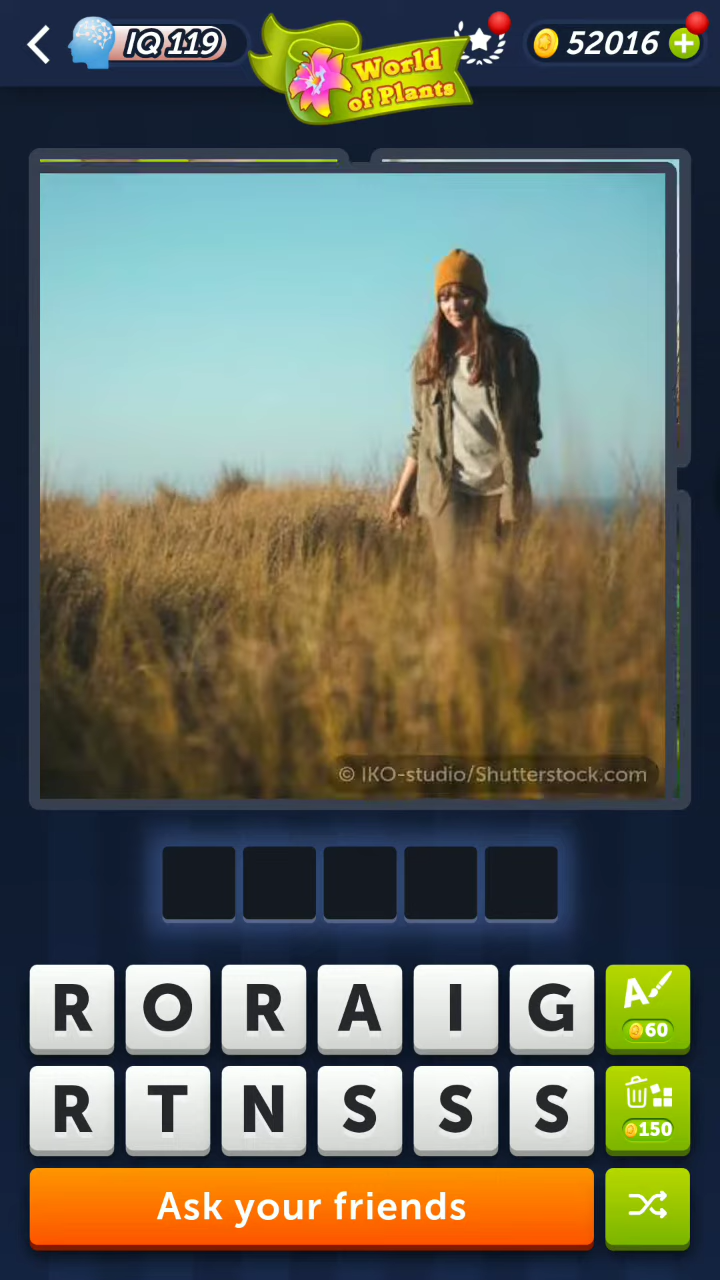 IQ 119
World
of Plants
52016
© IKO-studio/Shutterstock.com
R O R A I G
A
60
R T N S S S
150
Ask your friends